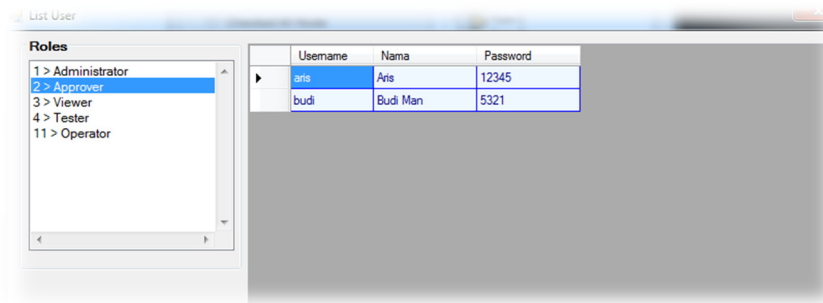 List User
Roles
1 > Administrator
2 > Approver
3 > Viewer
4 > Tester
11 > Operator
Username Nama Password
aris Aris 12345
budi Budi Man 5321